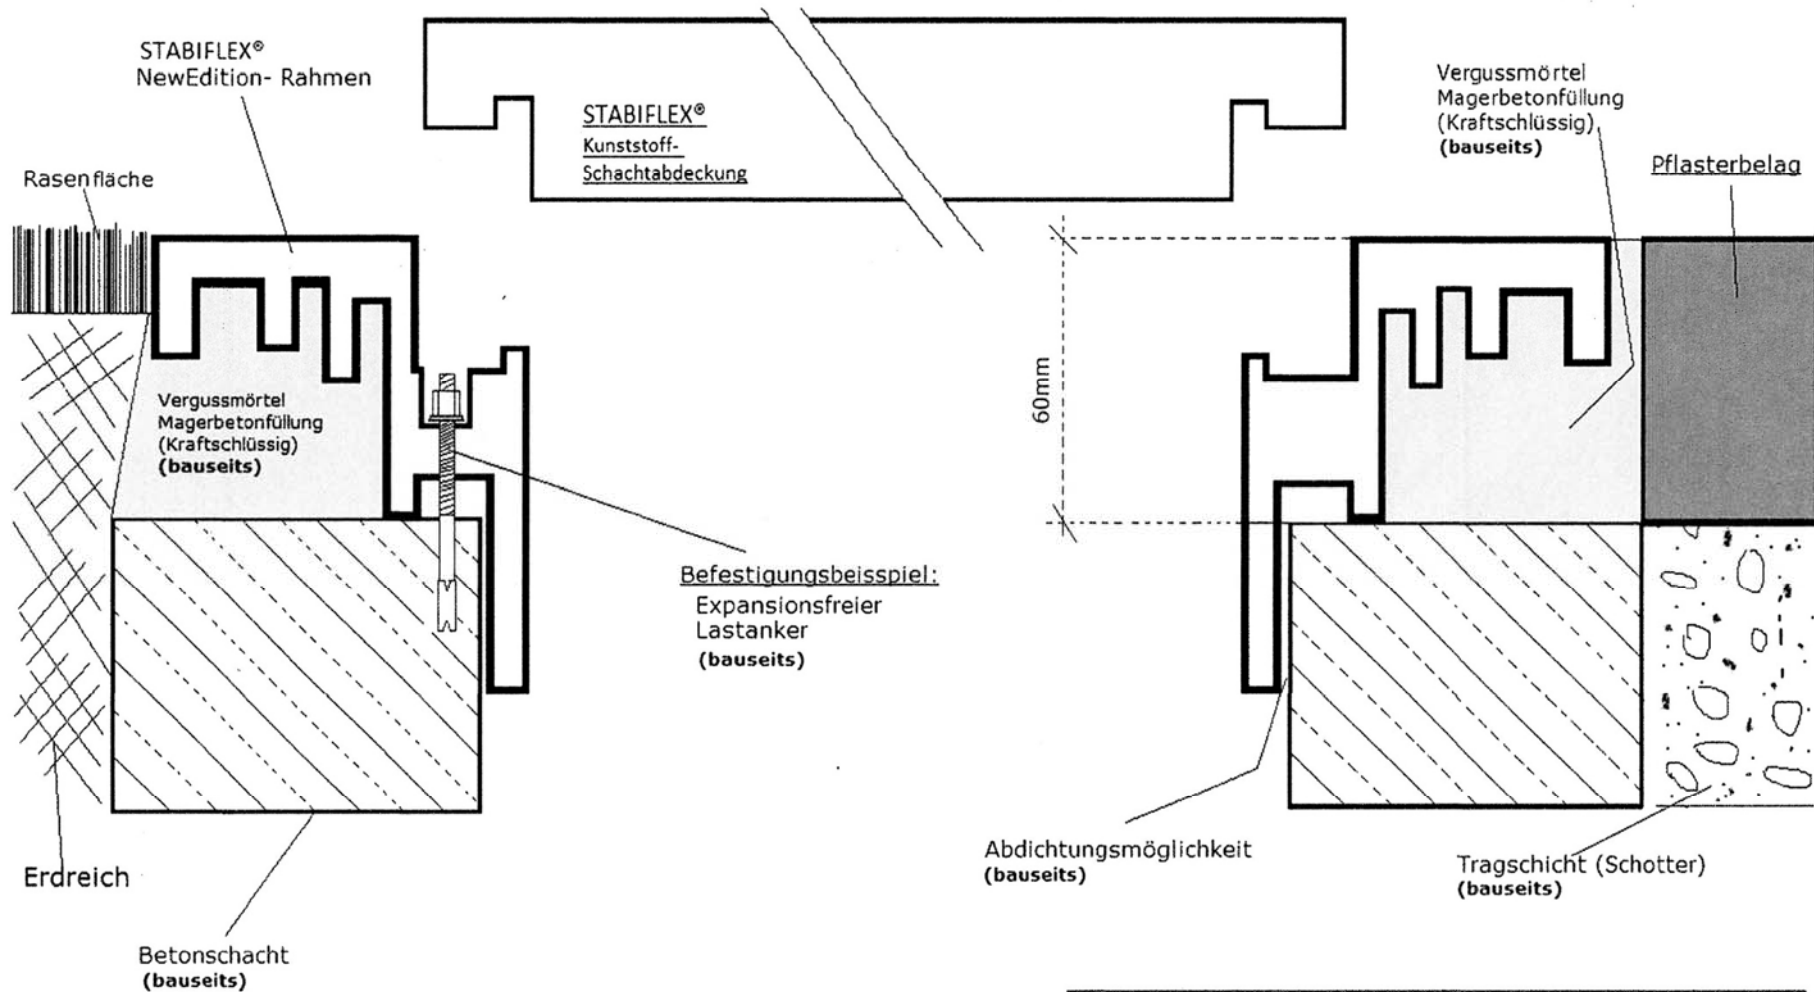 STABIFLEX®
NewEdition- Rahmen
STABIFLEX®
Kunststoff-
Schachtabdeckung
Vergussmörtel
Magerbetonfüllung
(Kraftschlüssig)
(bauseits)
Pflasterbelag
Rasenfläche
Vergussmörtel
Magerbetonfüllung
(Kraftschlüssig)
(bauseits)
60mm
Befestigungsbeisspiel:
Expansionsfreier
Lastanker
(bauseits)
Erdreich
Betonschacht
(bauseits)
Abdichtungsmöglichkeit
(bauseits)
Tragschicht (Schotter)
(bauseits)